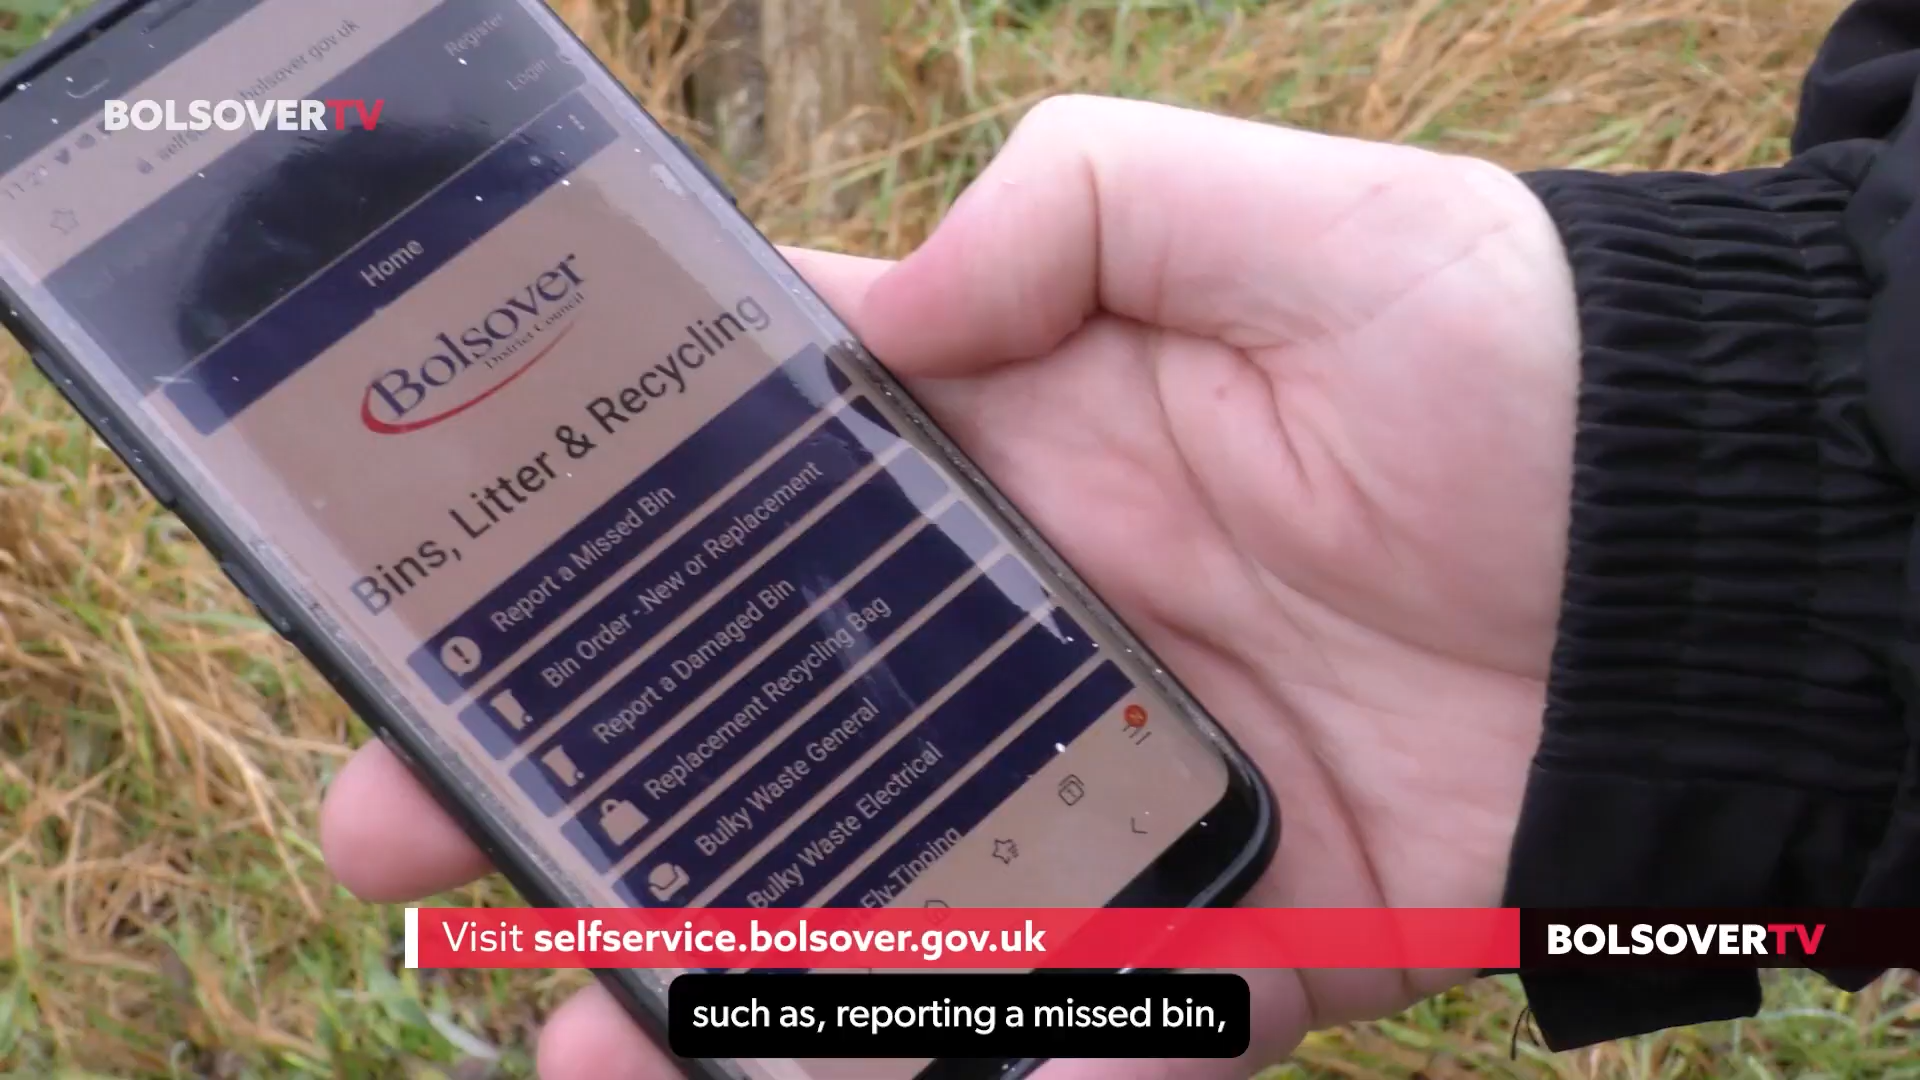 BOLSOVERTV
bolsover.gov.uk
Register
Login
Home
Bolsover
District Council
Bins, Litter & Recycling
Report a Missed Bin
Bin Order - New or Replacement
Report a Damaged Bin
Replacement Recycling Bag
Bulky Waste General
Bulky Waste Electrical
Fly-Tipping
Visit selfservice.bolsover.gov.uk
BOLSOVERTV
such as, reporting a missed bin,